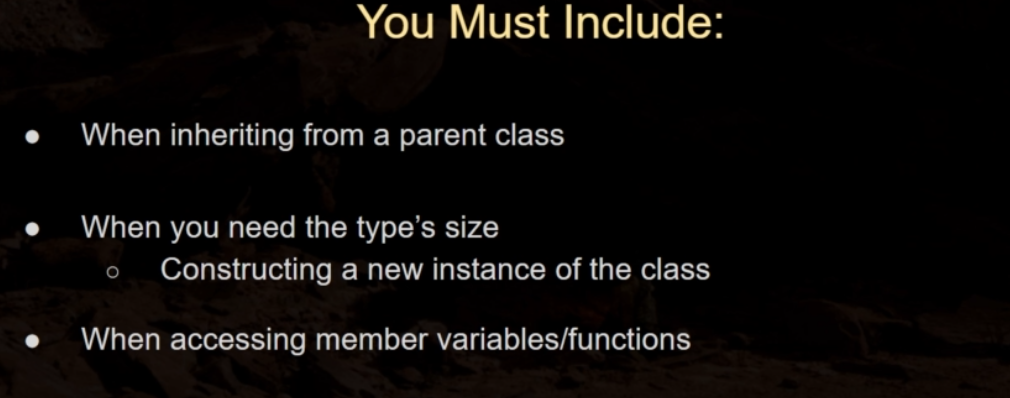 You Must Include:
● When inheriting from a parent class
● When you need the type’s size
○ Constructing a new instance of the class
● When accessing member variables/functions